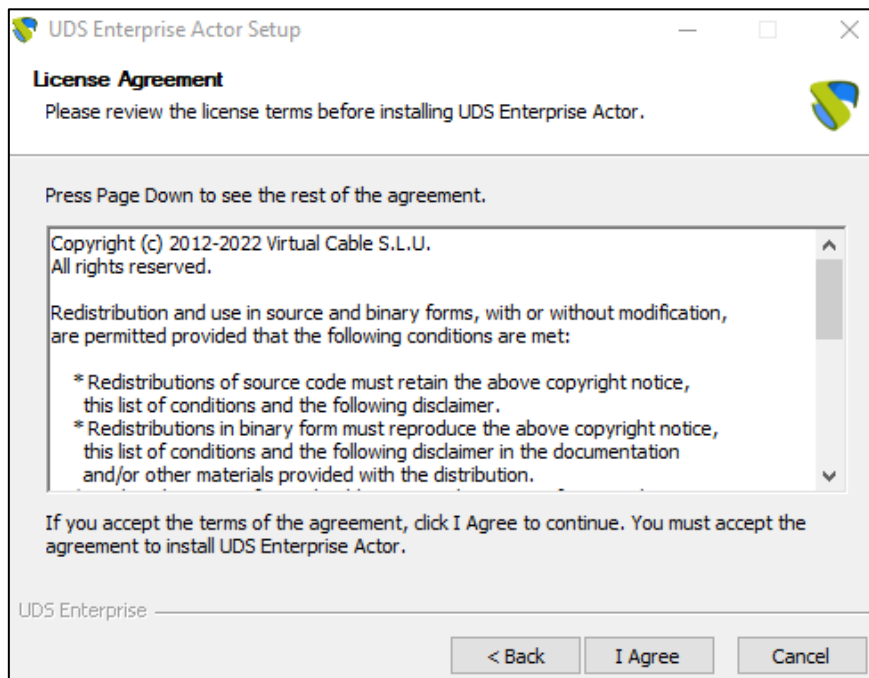 UDS Enterprise Actor Setup
License Agreement
Please review the license terms before installing UDS Enterprise Actor.
Press Page Down to see the rest of the agreement.
Copyright (c) 2012-2022 Virtual Cable S.L.U.
All rights reserved.
Redistribution and use in source and binary forms, with or without modification,
are permitted provided that the following conditions are met:
* Redistributions of source code must retain the above copyright notice,
this list of conditions and the following disclaimer.
* Redistributions in binary form must reproduce the above copyright notice,
this list of conditions and the following disclaimer in the documentation
and/or other materials provided with the distribution.
If you accept the terms of the agreement, click I Agree to continue. You must accept the
agreement to install UDS Enterprise Actor.
UDS Enterprise
< Back
I Agree
Cancel